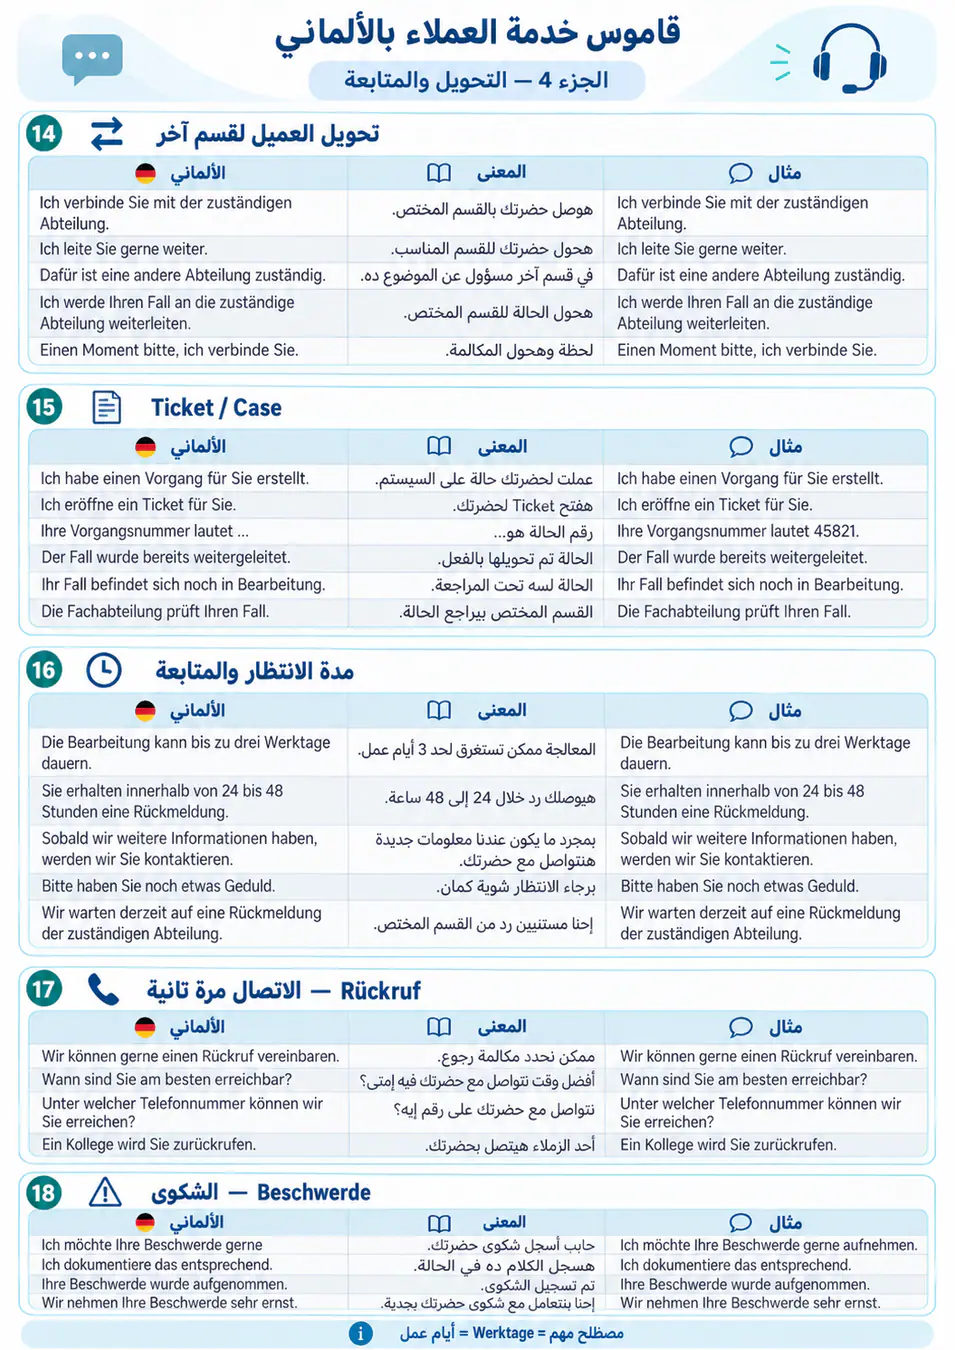 قاموس خدمة العملاء بالألماني
الجزء 4 — التحويل والمتابعة
14 تحويل العميل لقسم آخر
الألماني المعنى مثال
Ich verbinde Sie mit der zuständigen
Abteilung.
هوصل حضرتك بالقسم المختص.
Ich verbinde Sie mit der zuständigen
Abteilung.
Ich leite Sie gerne weiter.
هحول حضرتك للقسم المناسب.
Ich leite Sie gerne weiter.
Dafür ist eine andere Abteilung zuständig.
في قسم آخر مسؤول عن الموضوع ده.
Dafür ist eine andere Abteilung zuständig.
Ich werde Ihren Fall an die zuständige
Abteilung weiterleiten.
هحول الحالة للقسم المختص.
Ich werde Ihren Fall an die zuständige
Abteilung weiterleiten.
Einen Moment bitte, ich verbinde Sie.
لحظة وهحول المكالمة.
Einen Moment bitte, ich verbinde Sie.
15 Ticket / Case
الألماني المعنى مثال
Ich habe einen Vorgang für Sie erstellt.
عملت لحضرتك حالة على السيستم.
Ich habe einen Vorgang für Sie erstellt.
Ich eröffne ein Ticket für Sie.
هفتح Ticket لحضرتك.
Ich eröffne ein Ticket für Sie.
Ihre Vorgangsnummer lautet ...
رقم الحالة هو...
Ihre Vorgangsnummer lautet 45821.
Der Fall wurde bereits weitergeleitet.
الحالة تم تحويلها بالفعل.
Der Fall wurde bereits weitergeleitet.
Ihr Fall befindet sich noch in Bearbeitung.
الحالة لسه تحت المراجعة.
Ihr Fall befindet sich noch in Bearbeitung.
Die Fachabteilung prüft Ihren Fall.
القسم المختص بيراجع الحالة.
Die Fachabteilung prüft Ihren Fall.
16 مدة الانتظار والمتابعة
الألماني المعنى مثال
Die Bearbeitung kann bis zu drei Werktage
dauern.
المعالجة ممكن تستغرق لحد 3 أيام عمل.
Die Bearbeitung kann bis zu drei Werktage
dauern.
Sie erhalten innerhalb von 24 bis 48
Stunden eine Rückmeldung.
هيوصلك رد خلال 24 إلى 48 ساعة.
Sie erhalten innerhalb von 24 bis 48
Stunden eine Rückmeldung.
Sobald wir weitere Informationen haben,
werden wir Sie kontaktieren.
بمجرد ما يكون عندنا معلومات جديدة
هنتواصل مع حضرتك.
Sobald wir weitere Informationen haben,
werden wir Sie kontaktieren.
Bitte haben Sie noch etwas Geduld.
برجاء الانتظار شوية كمان.
Bitte haben Sie noch etwas Geduld.
Wir warten derzeit auf eine Rückmeldung
der zuständigen Abteilung.
إحنا مستنيين رد من القسم المختص.
Wir warten derzeit auf eine Rückmeldung
der zuständigen Abteilung.
17 الاتصال مرة تانية — Rückruf
الألماني المعنى مثال
Wir können gerne einen Rückruf vereinbaren.
ممكن نحدد مكالمة رجوع.
Wir können gerne einen Rückruf vereinbaren.
Wann sind Sie am besten erreichbar?
أفضل وقت نتواصل مع حضرتك فيه إمتى؟
Wann sind Sie am besten erreichbar?
Unter welcher Telefonnummer können wir
Sie erreichen?
نتواصل مع حضرتك على رقم إيه؟
Unter welcher Telefonnummer können wir
Sie erreichen?
Ein Kollege wird Sie zurückrufen.
أحد الزملاء هيتصل بحضرتك.
Ein Kollege wird Sie zurückrufen.
18 الشكوى — Beschwerde
الألماني المعنى مثال
Ich möchte Ihre Beschwerde gerne
حابب أسجل شكوى حضرتك.
Ich möchte Ihre Beschwerde gerne aufnehmen.
Ich dokumentiere das entsprechend.
هسجل الكلام ده في الحالة.
Ich dokumentiere das entsprechend.
Ihre Beschwerde wurde aufgenommen.
تم تسجيل الشكوى.
Ihre Beschwerde wurde aufgenommen.
Wir nehmen Ihre Beschwerde sehr ernst.
إحنا بنتعامل مع شكوى حضرتك بجدية.
Wir nehmen Ihre Beschwerde sehr ernst.
مصطلح مهم = Werktage = أيام عمل